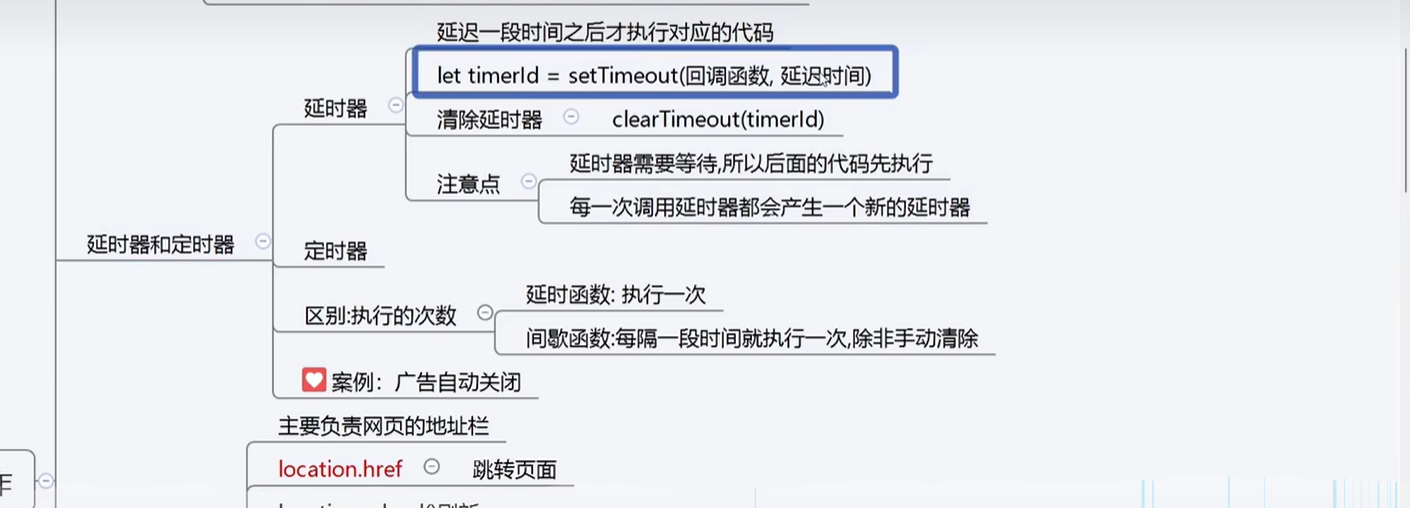 延迟一段时间之后才执行对应的代码
let timerId = setTimeout(回调函数, 延迟时间)
延时器
清除延时器
clearTimeout(timerId)
延时器需要等待,所以后面的代码先执行
注意点
每一次调用延时器都会产生一个新的延时器
延时器和定时器
定时器
延时函数: 执行一次
区别:执行的次数
间歇函数:每隔一段时间就执行一次,除非手动清除
案例：广告自动关闭
主要负责网页的地址栏
location.href
跳转页面